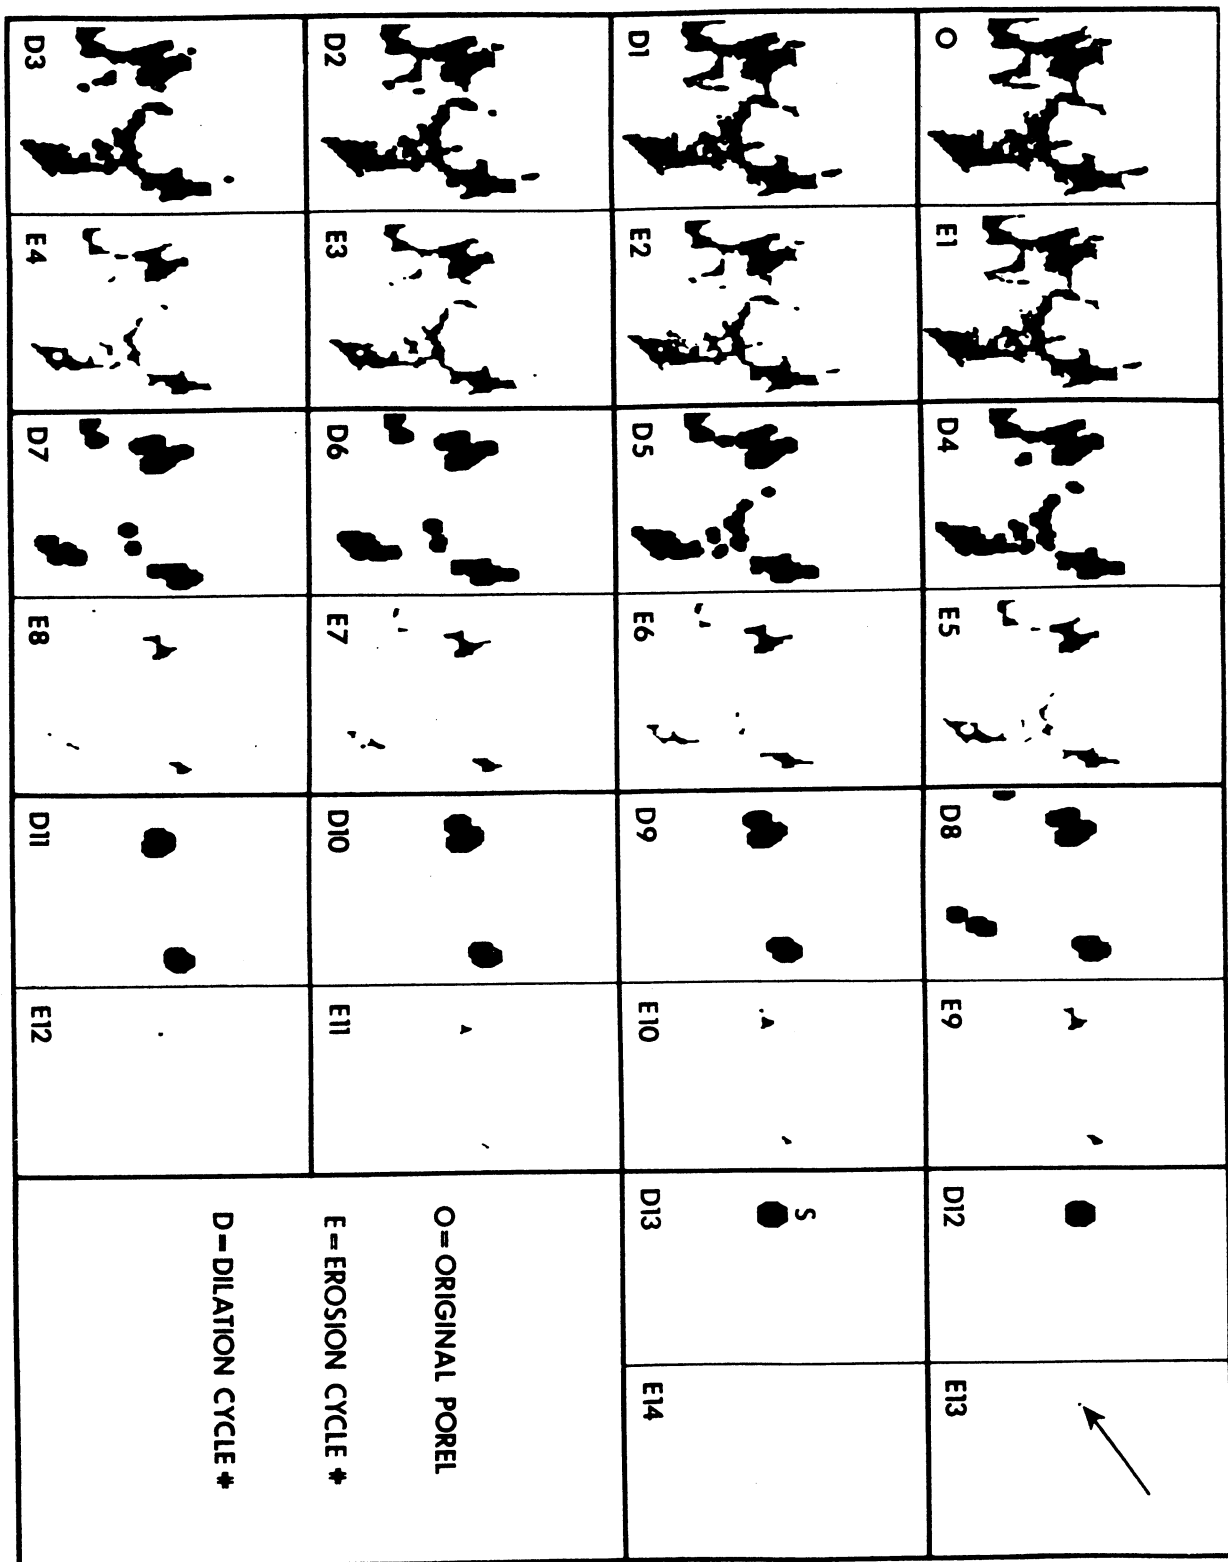 O
E1
D4
E5
D8
E9
D12
E13
D1
E2
D5
E6
D9
E10
S
D13
E14
D2
E3
D6
E7
D10
E11
D3
E4
D7
E8
D11
E12
O=ORIGINAL POREL
E=EROSION CYCLE #
D=DILATION CYCLE #